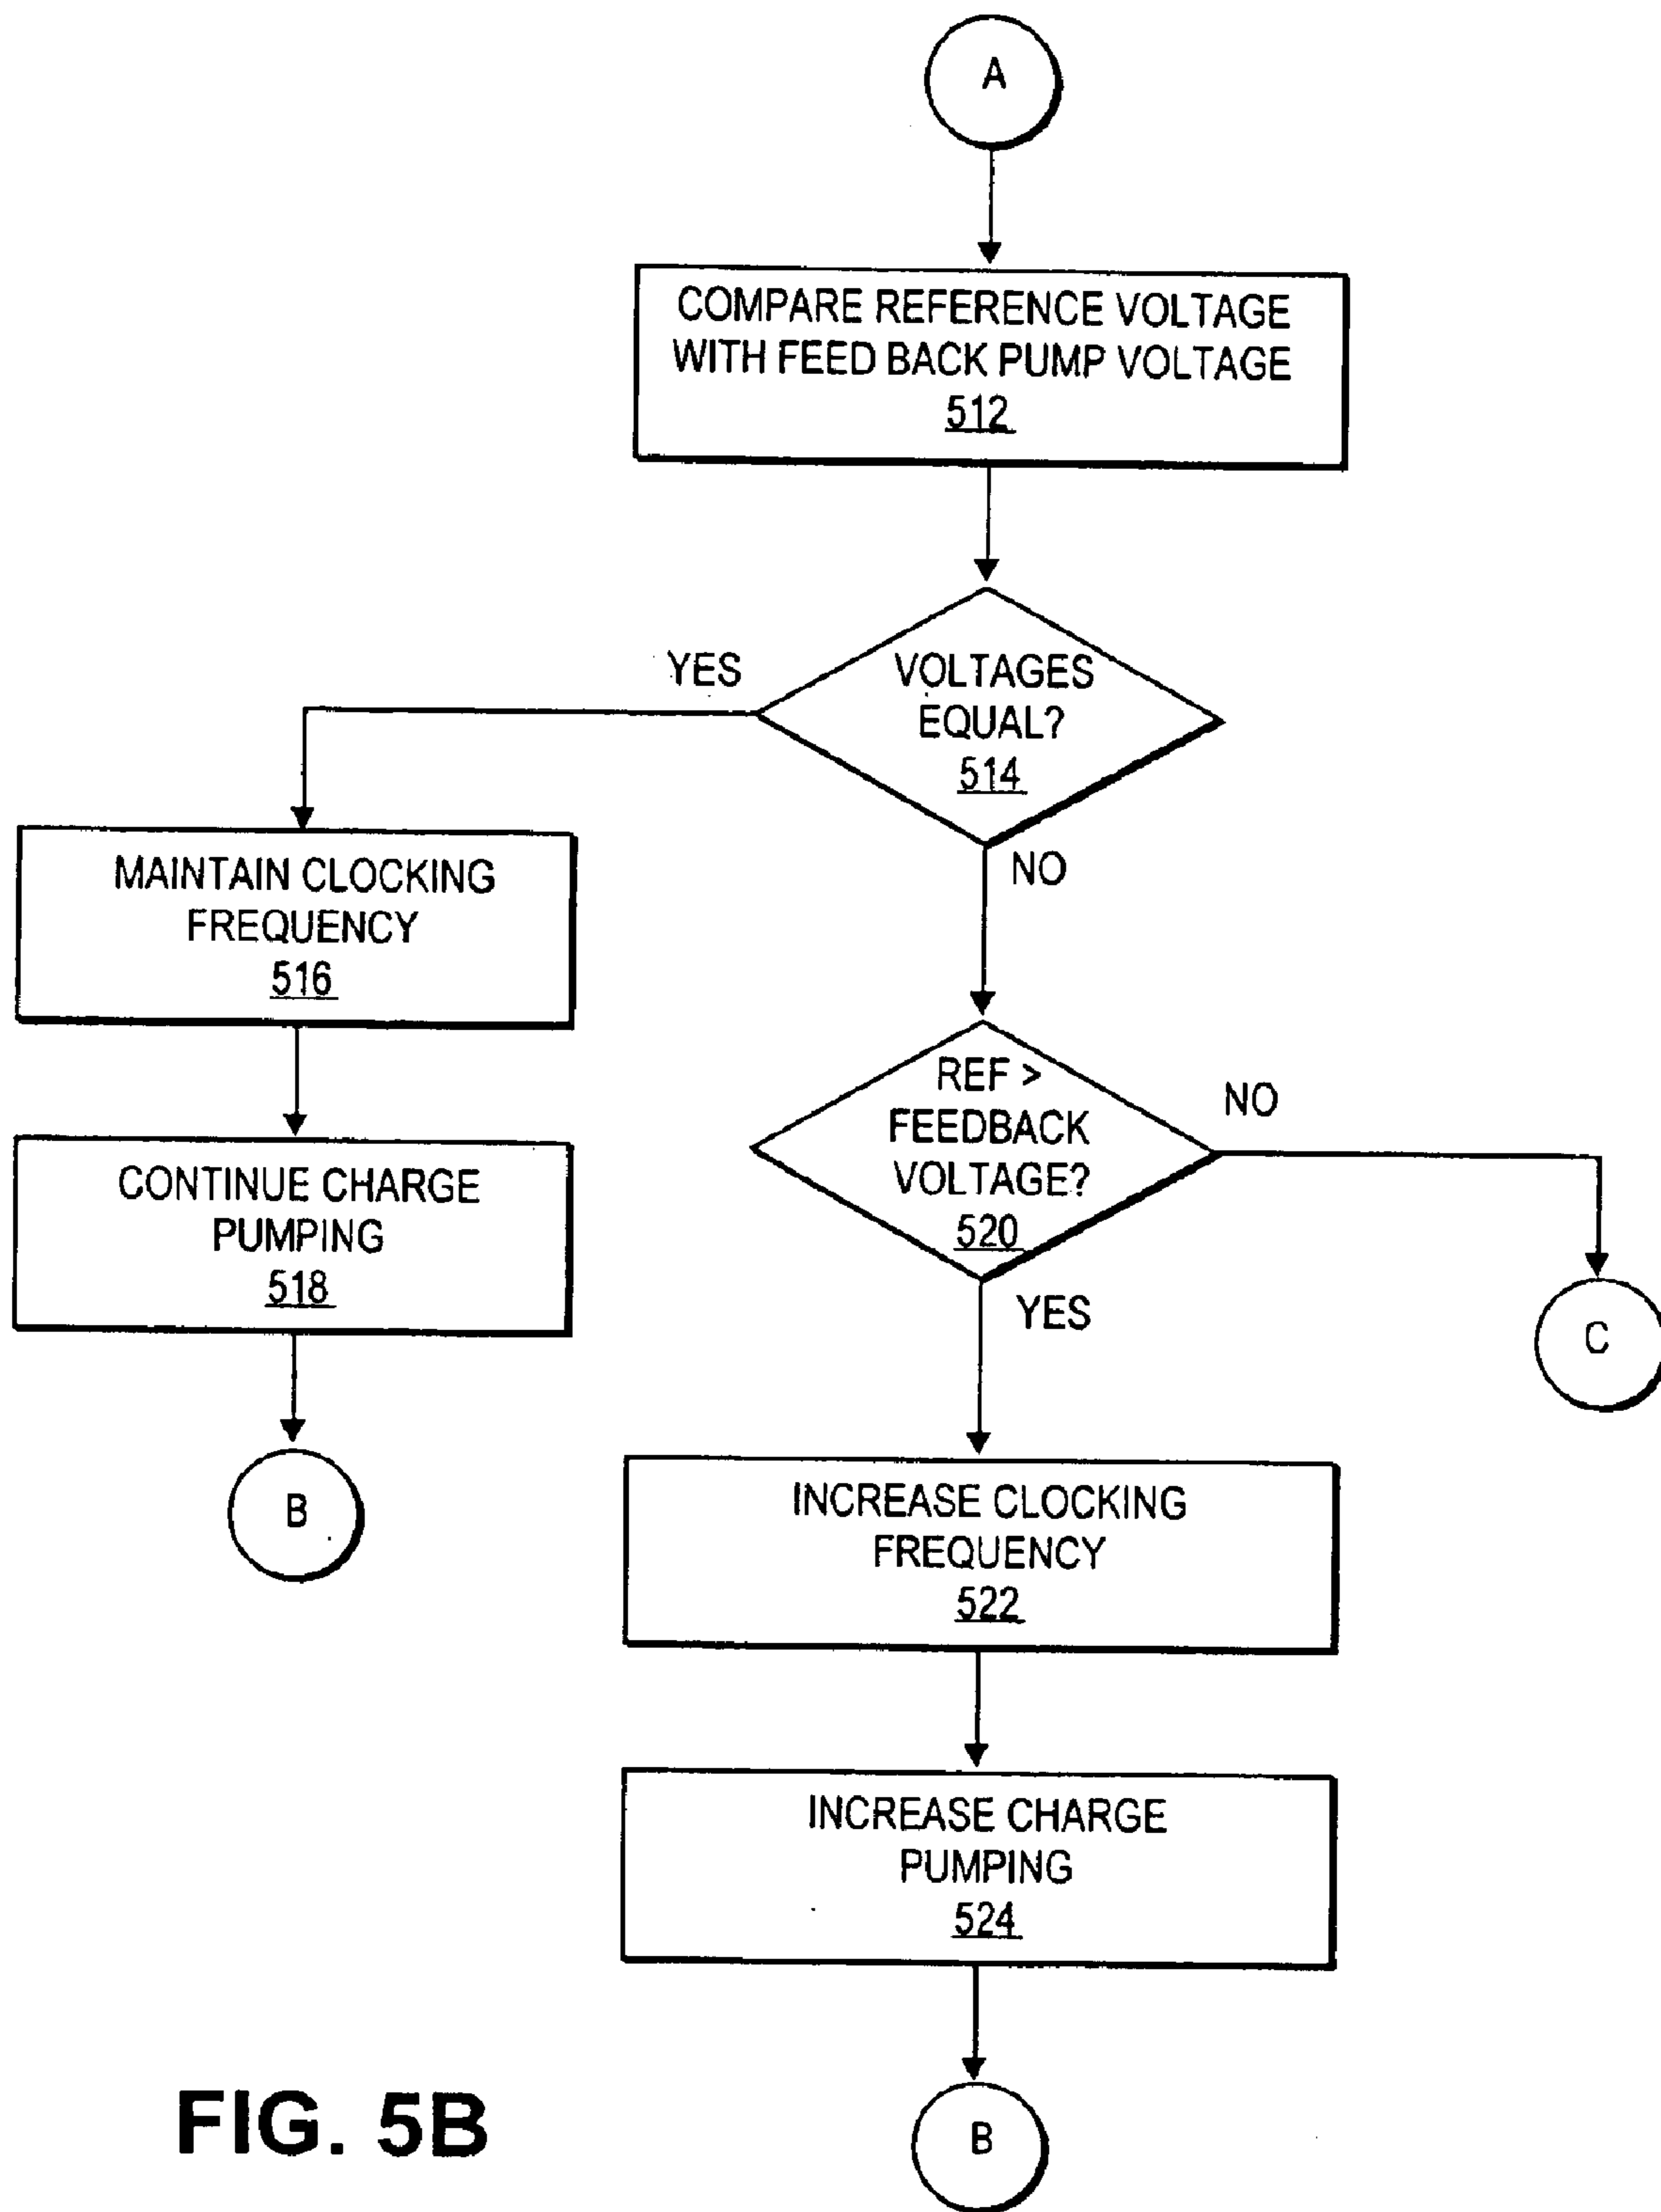 A
COMPARE REFERENCE VOLTAGE
WITH FEED BACK PUMP VOLTAGE
512
YES
VOLTAGES
EQUAL?
514
NO
MAINTAIN CLOCKING
FREQUENCY
516
CONTINUE CHARGE
PUMPING
518
B
REF >
FEEDBACK
VOLTAGE?
520
NO
C
YES
INCREASE CLOCKING
FREQUENCY
522
INCREASE CHARGE
PUMPING
524
B
FIG. 5B